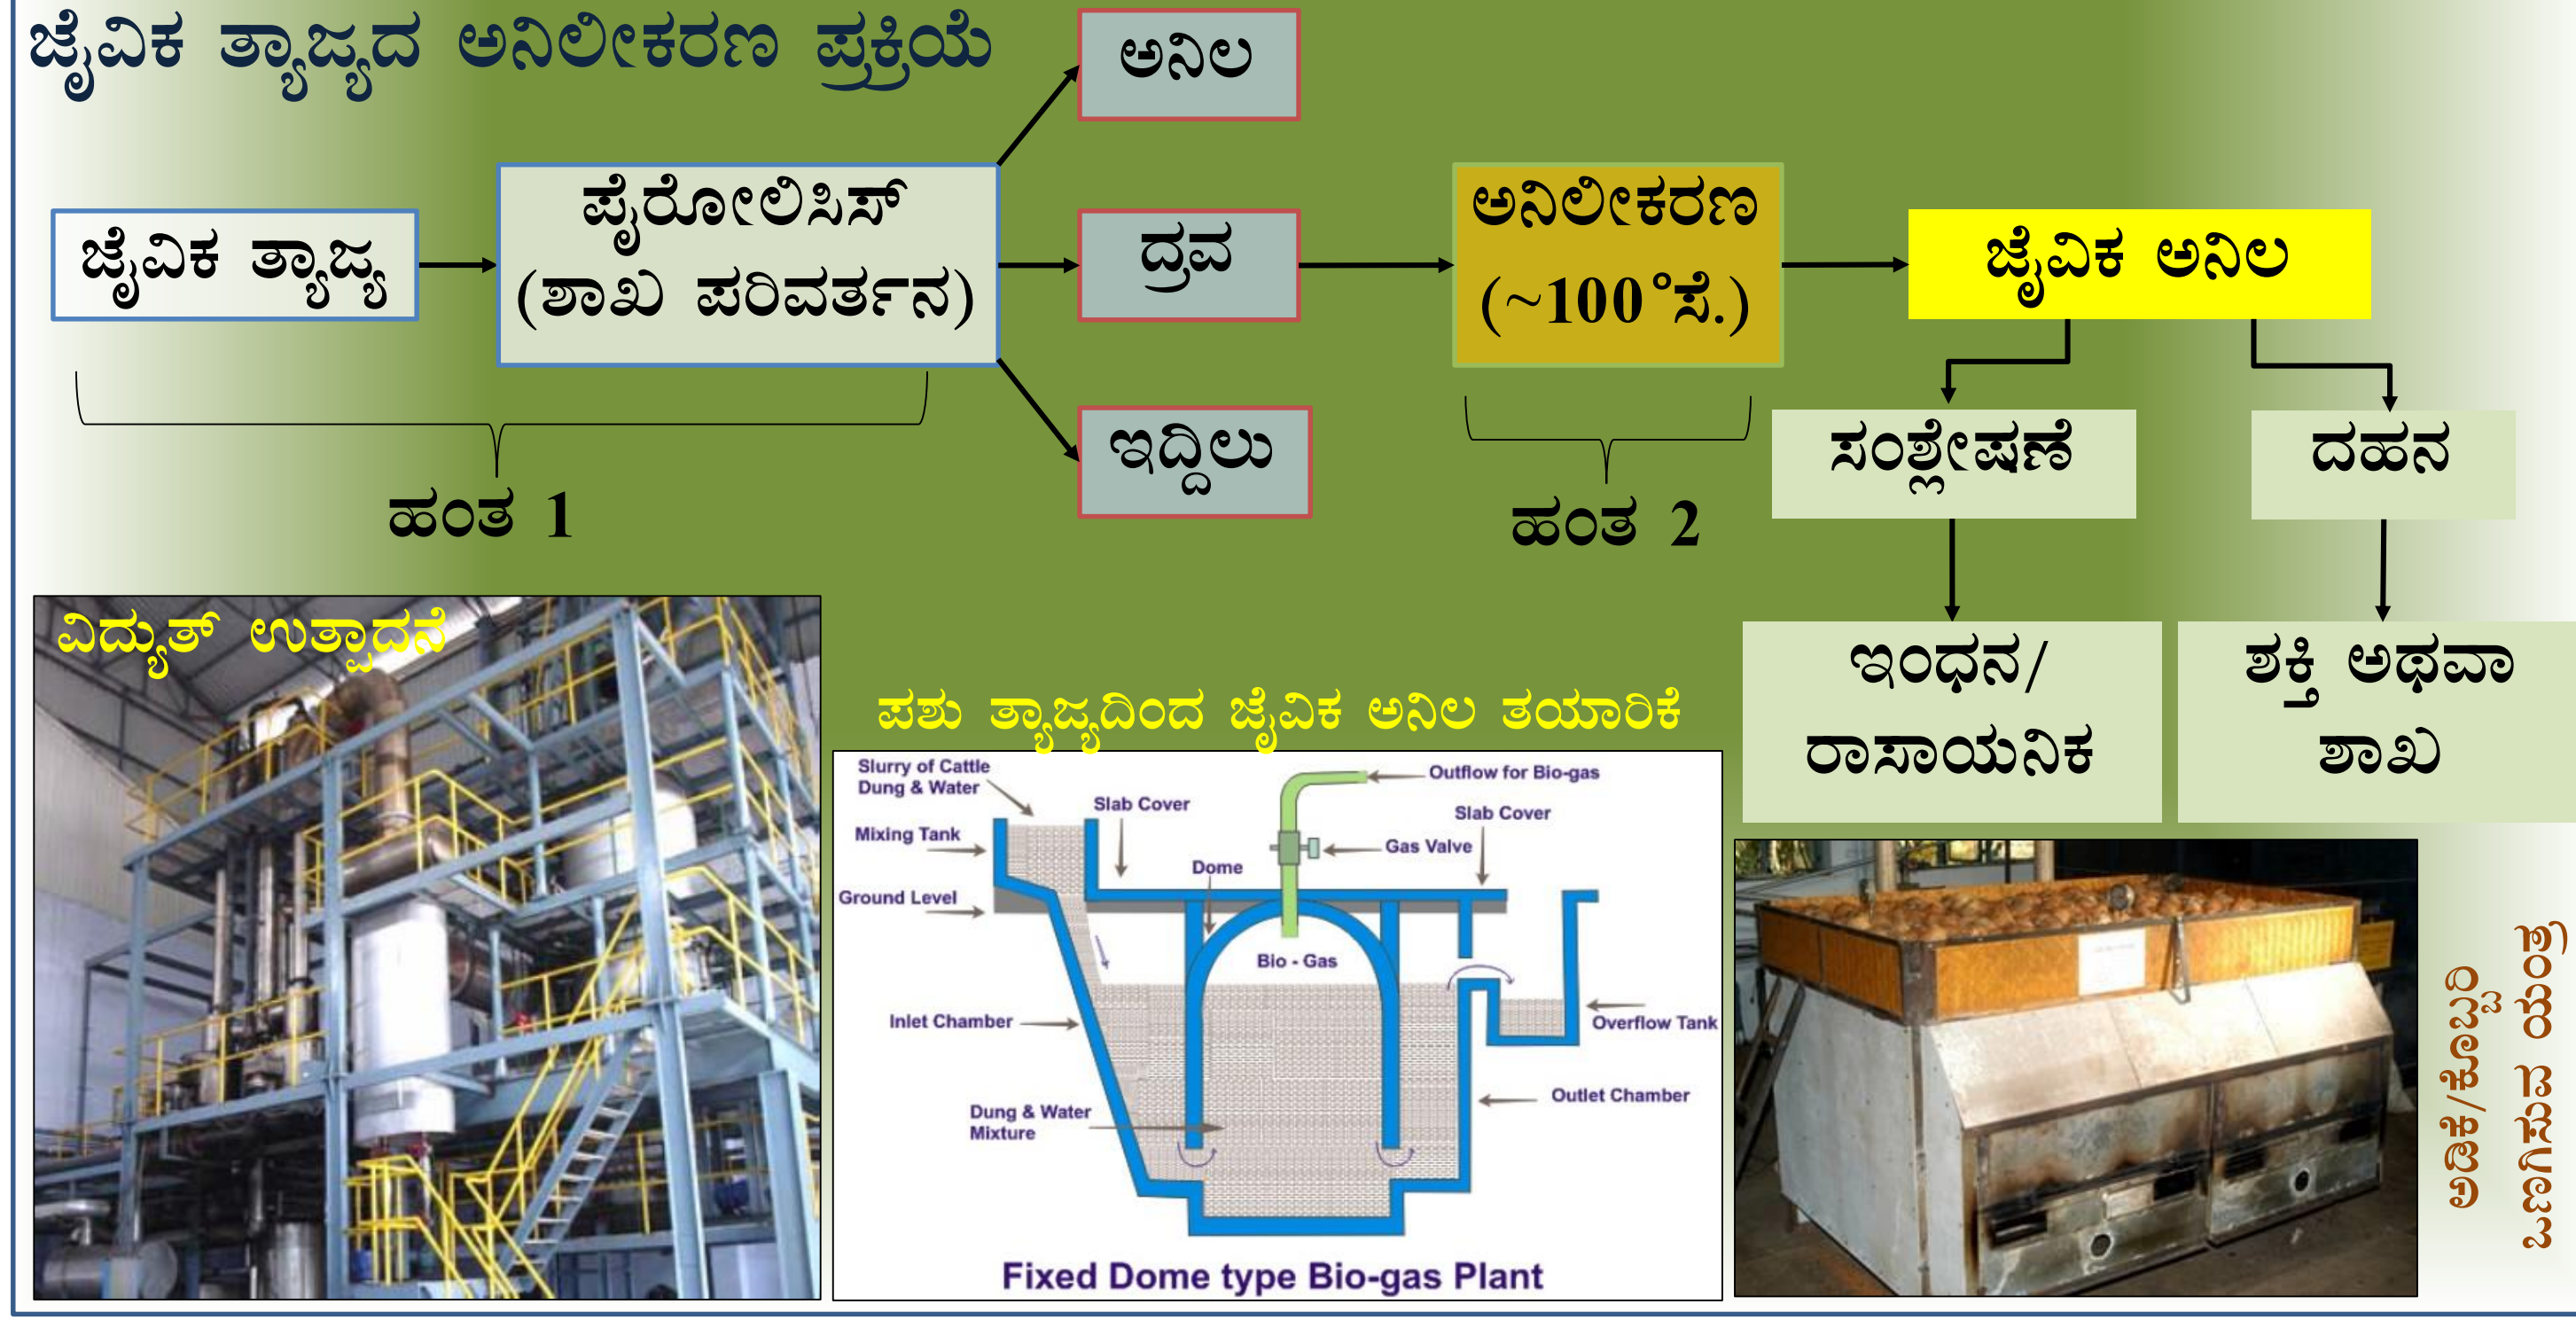 ಜೈವಿಕ ತ್ಯಾಜ್ಯದ ಅನಿಲೀಕರಣ ಪ್ರಕ್ರಿಯೆ
ಜೈವಿಕ ತ್ಯಾಜ್ಯ
ಪೈರೋಲಿಸಿಸ್
(ಶಾಖ ಪರಿವರ್ತನ)
ಅನಿಲ
ದ್ರವ
ಇದ್ದಿಲು
ಅನಿಲೀಕರಣ
(~100°ಸೆ.)
ಜೈವಿಕ ಅನಿಲ
ಸಂಶ್ಲೇಷಣೆ
ದಹನ
ಹಂತ 1
ಹಂತ 2
ಇಂಧನ/
ರಾಸಾಯನಿಕ
ಶಕ್ತಿ ಅಥವಾ
ಶಾಖ
ವಿದ್ಯುತ್ ಉತ್ಪಾದನೆ
ಪಶು ತ್ಯಾಜ್ಯದಿಂದ ಜೈವಿಕ ಅನಿಲ ತಯಾರಿಕೆ
Slurry of Cattle
Dung & Water
Mixing Tank
Slab Cover
Ground Level
Dome
Outflow for Bio-gas
Slab Cover
Gas Valve
Bio - Gas
Inlet Chamber
Overflow Tank
Dung & Water
Mixture
Outlet Chamber
Fixed Dome type Bio-gas Plant
ಅಡಿಕೆ/ಕೊಬ್ಬರಿ
ಒಣಗಿಸುವ ಯಂತ್ರ